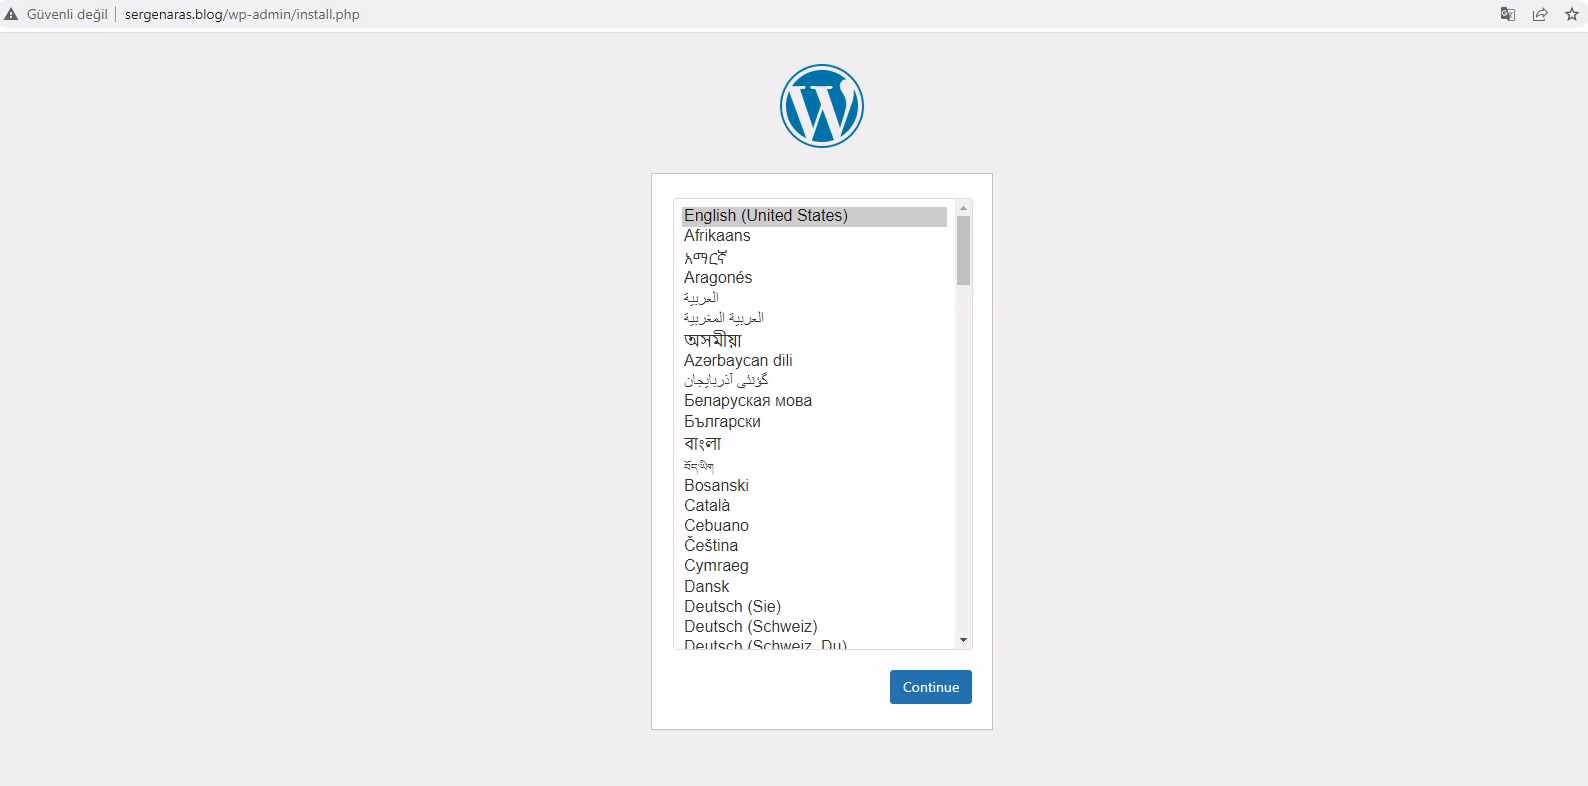 Güvenli değil | sergenaras.blog/wp-admin/install.php
English (United States)
Afrikaans
አማርኛ
Aragonés
العربية
العربية المغربية
অসমীয়া
Azərbaycan dili
گؤنئی آذربایجان
Беларуская мова
Български
বাংলা
བོད་ཡིག
Bosanski
Català
Cebuano
Čeština
Cymraeg
Dansk
Deutsch (Sie)
Deutsch (Schweiz)
Deutsch (Schweiz, Du)
Continue